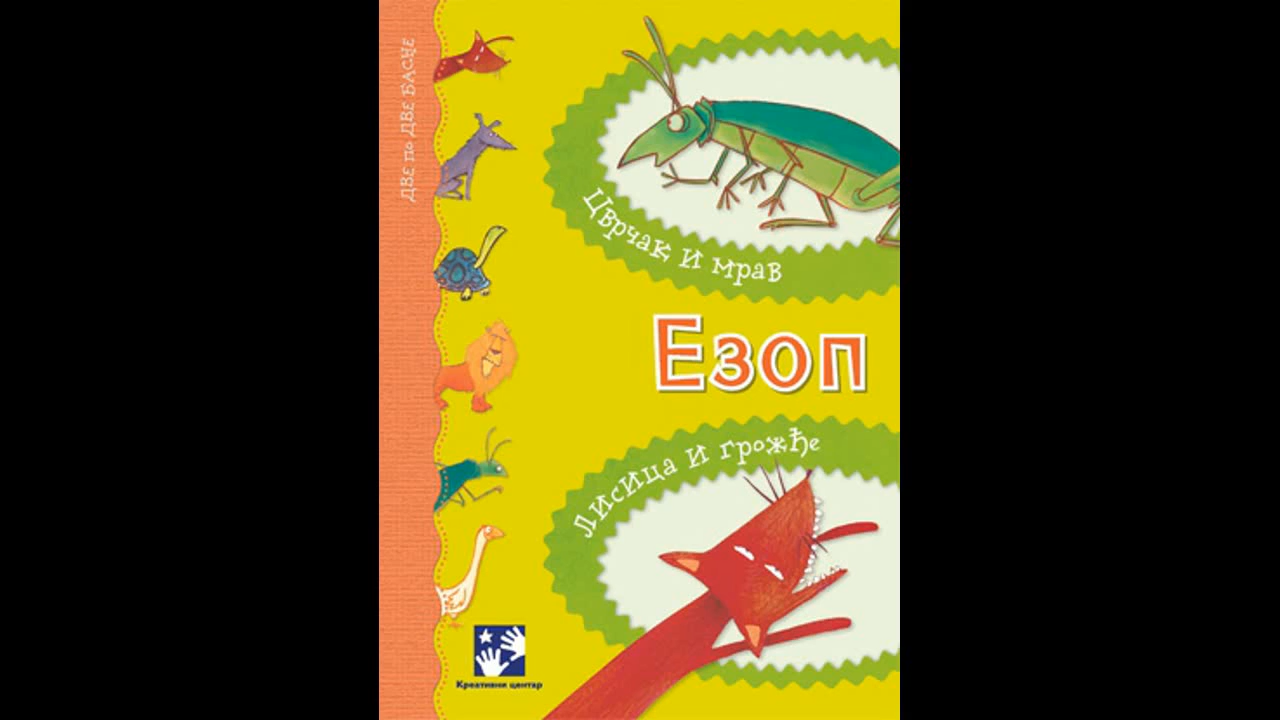 ДВЕ по ДВЕ БАСНЕ
Цврчак и мрав
Езоп
Лисица и грожђе
Креативни центар